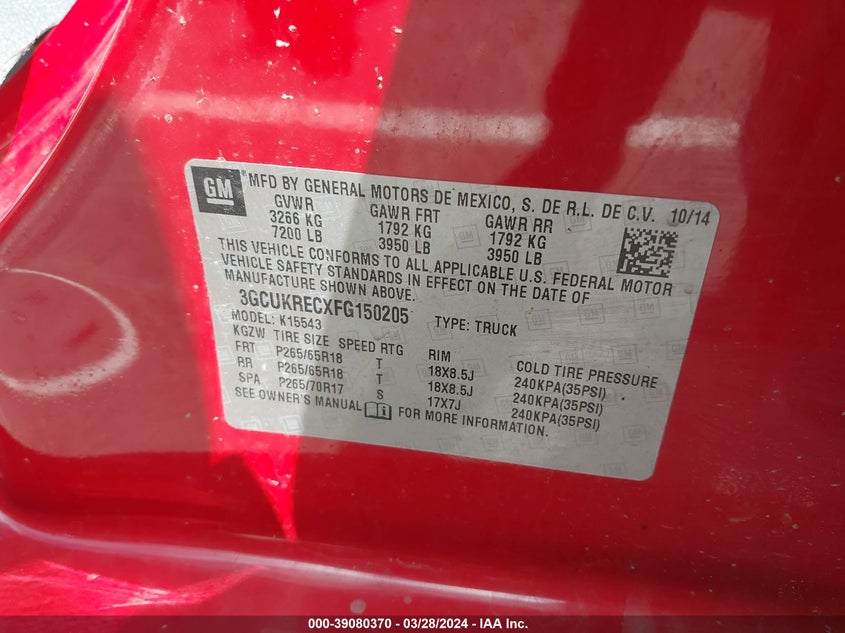 GM® MFD BY GENERAL MOTORS DE MEXICO, S. DE R.L. DE C.V. 10/14
GVWR GAWR FRT GAWR RR
3266 KG 1792 KG 1792 KG
7200 LB 3950 LB 3950 LB
THIS VEHICLE CONFORMS TO ALL APPLICABLE U.S. FEDERAL MOTOR
VEHICLE SAFETY STANDARDS IN EFFECT ON THE DATE OF
MANUFACTURE SHOWN ABOVE.
3GCUKRECXFG150205 TYPE: TRUCK
MODEL: K15543
KGZW TIRE SIZE SPEED RTG RIM COLD TIRE PRESSURE
FRT P265/65R18 T 18X8.5J 240KPA(35PSI)
RR P265/65R18 T 18X8.5J 240KPA(35PSI)
SPA P265/70R17 S 17X7J 240KPA(35PSI)
SEE OWNER'S MANUAL FOR MORE INFORMATION.
000-39080370 - 03/28/2024 - IAA Inc.